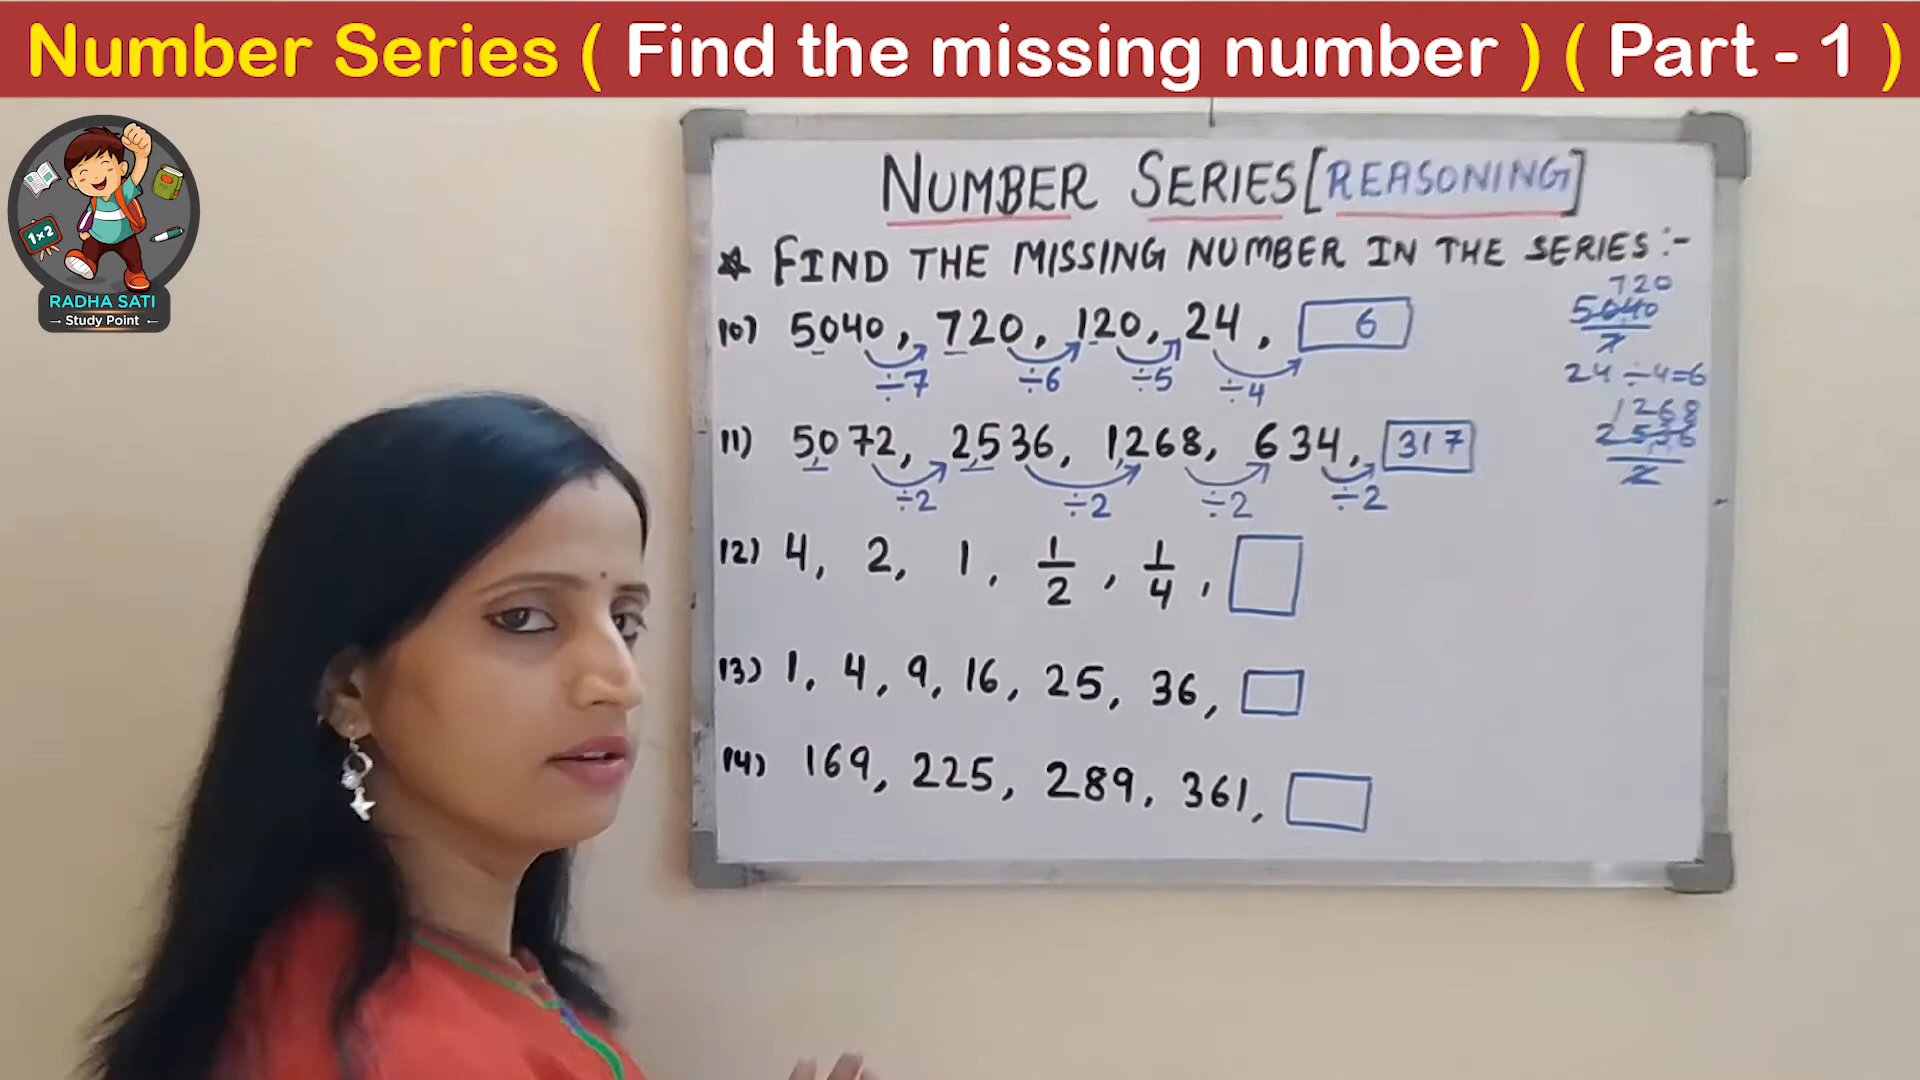 Number Series ( Find the missing number ) ( Part - 1 )
1x2
RADHA SATI
Study Point
NUMBER SERIES [REASONING]
☆ FIND THE MISSING NUMBER IN THE SERIES :-
10) 5040, 720, 120, 24, 6
÷7 ÷6 ÷5 ÷4
720
5040
7
24 ÷ 4 = 6
11) 5072, 2536, 1268, 634, 317
÷2 ÷2 ÷2 ÷2
1268
2536
2
12) 4, 2, 1, 1/2, 1/4,
13) 1, 4, 9, 16, 25, 36,
14) 169, 225, 289, 361,